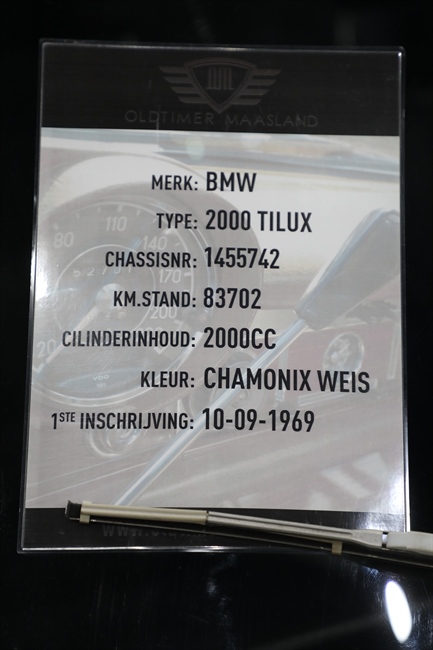 OLDTIMER MAASLAND
MERK: BMW
TYPE: 2000 TILUX
CHASSISNR: 1455742
KM.STAND: 83702
CILINDERINHOUD: 2000CC
KLEUR: CHAMONIX WEIS
1STE INSCHRIJVING: 10-09-1969